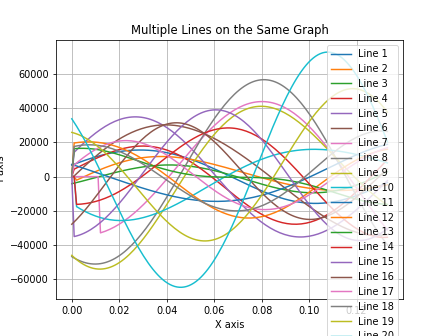 Multiple Lines on the Same Graph
60000
40000
20000
0
−20000
−40000
−60000
0.00
0.02
0.04
0.06
0.08
0.10
X axis
Line 1
Line 2
Line 3
Line 4
Line 5
Line 6
Line 7
Line 8
Line 9
Line 10
Line 11
Line 12
Line 13
Line 14
Line 15
Line 16
Line 17
Line 18
Line 19
Line 20